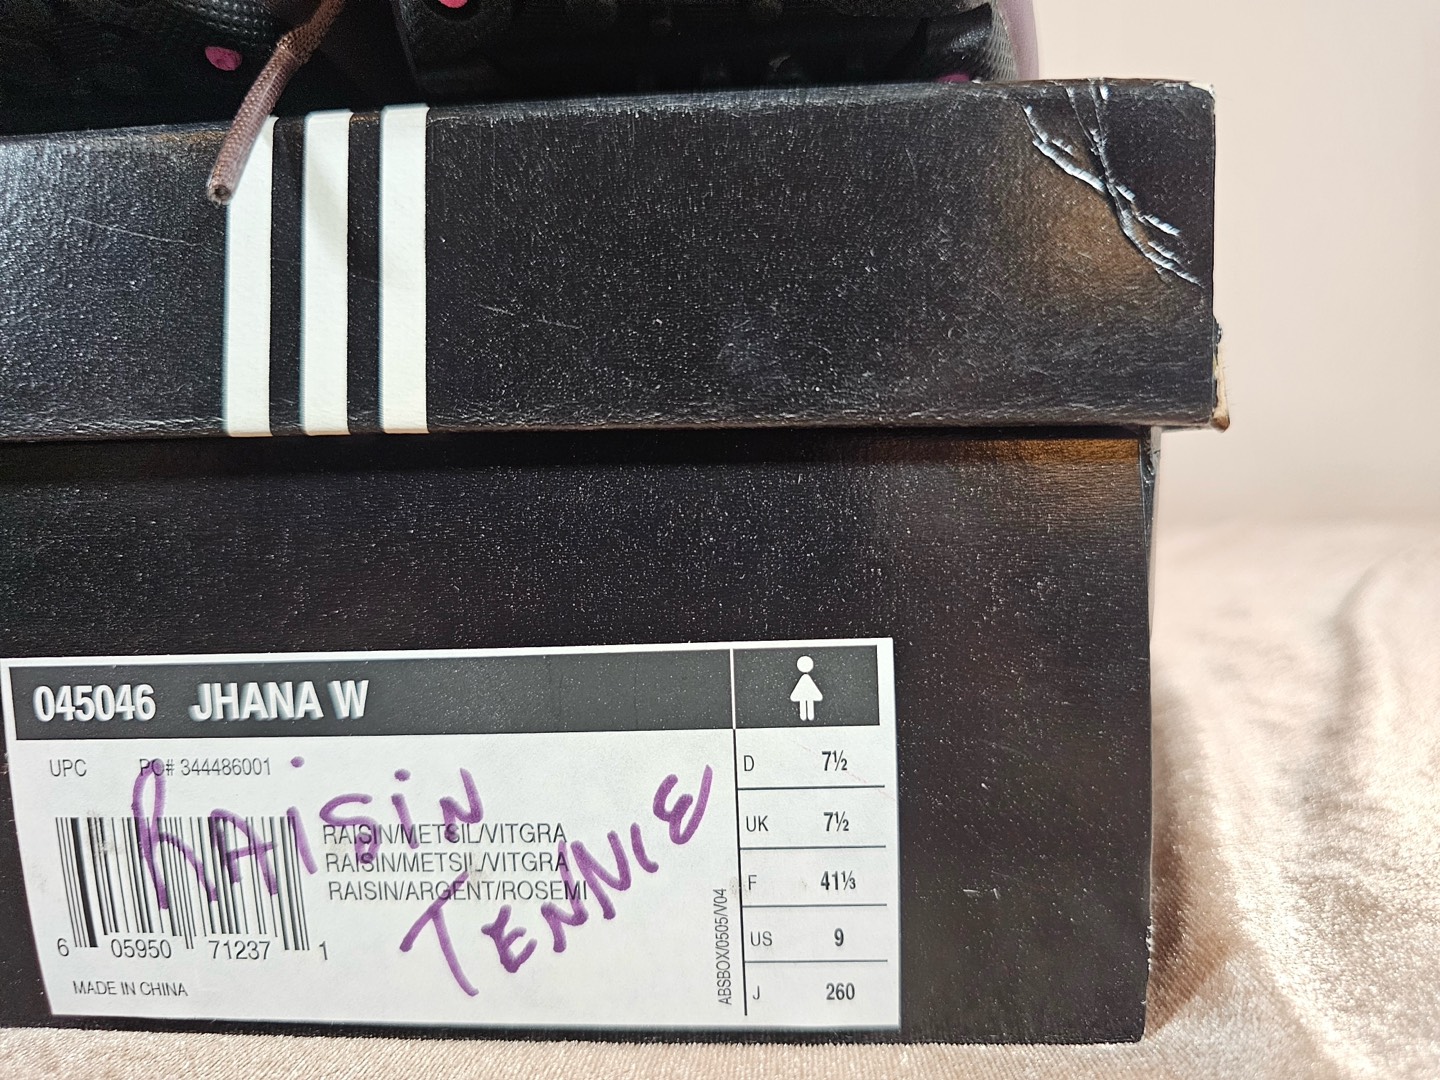 045046 JHANA W
UPC PO# 344486001
RAISIN
TENNIE
RAISIN/METSIL/VITGRA
RAISIN/METSIL/VITGRA
RAISIN/ARGENT/ROSEMI
6 05950 71237 1
MADE IN CHINA
ABSBOX/0505/V04
D 7½
UK 7½
F 41⅓
US 9
J 260